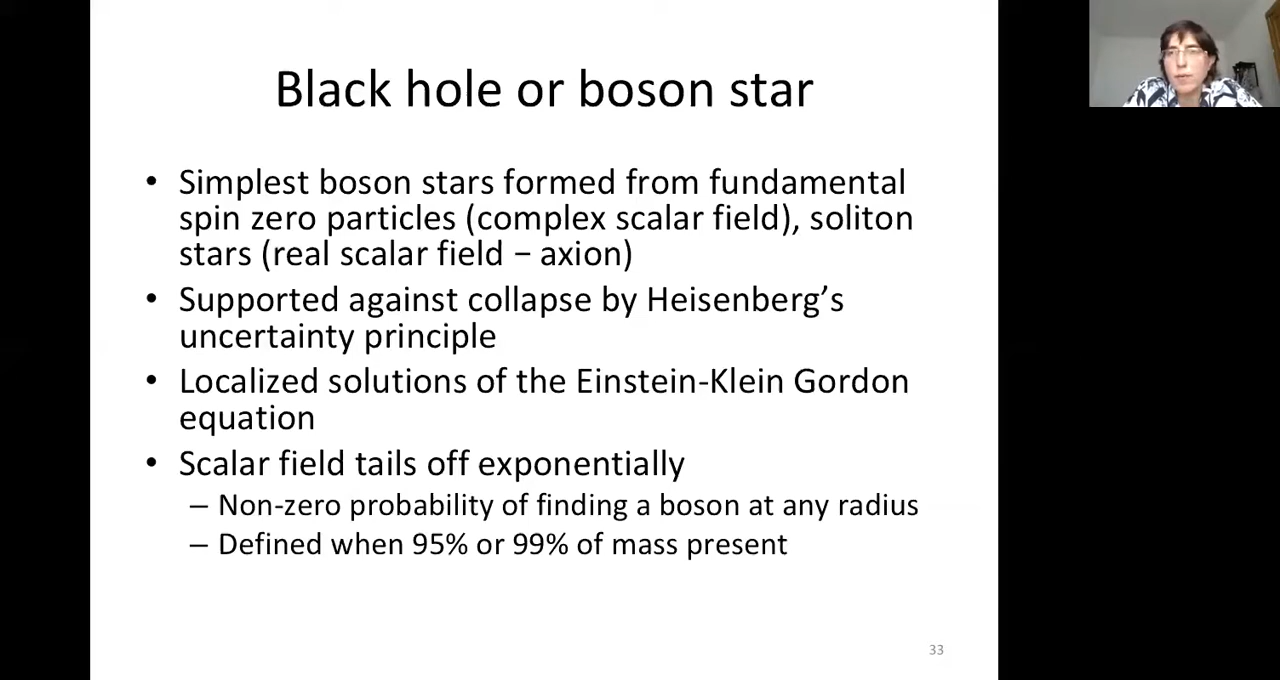 Black hole or boson star
• Simplest boson stars formed from fundamental
spin zero particles (complex scalar field), soliton
stars (real scalar field − axion)
• Supported against collapse by Heisenberg’s
uncertainty principle
• Localized solutions of the Einstein-Klein Gordon
equation
• Scalar field tails off exponentially
– Non-zero probability of finding a boson at any radius
– Defined when 95% or 99% of mass present
33